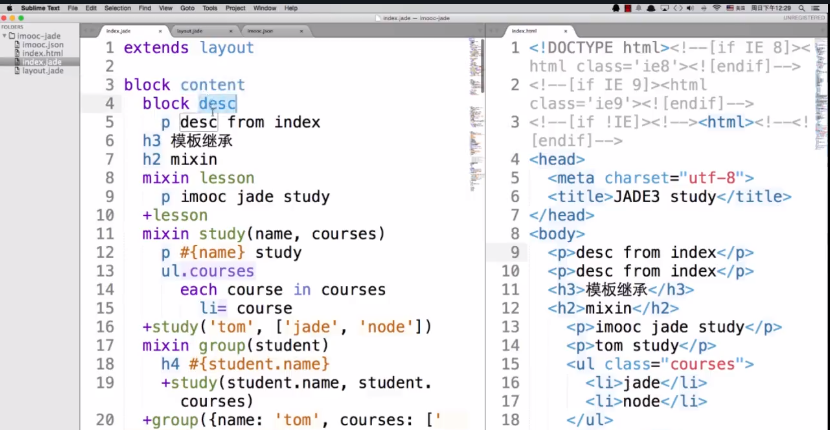 Sublime Text File Edit Selection Find View Goto Tools Project Window Help 周日下午12:29
index.jade — imooc-jade
UNREGISTERED
FOLDERS
imooc-jade
imooc.json
index.html
index.jade
layout.jade
index.jade layout.jade imooc.json
1 extends layout
2
3 block content
4 block desc
5 p desc from index
6 h3 模板继承
7 h2 mixin
8 mixin lesson
9 p imooc jade study
10 +lesson
11 mixin study(name, courses)
12 p #{name} study
13 ul.courses
14 each course in courses
15 li= course
16 +study('tom', ['jade', 'node'])
17 mixin group(student)
18 h4 #{student.name}
19 +study(student.name, student.
courses)
20 +group({name: 'tom', courses: ['
index.html
1 <!DOCTYPE html><!--[if IE 8]><
html class='ie8'><![endif]-->
2 <!--[if IE 9]><html
class='ie9'><![endif]-->
3 <!--[if !IE]><!--><html><!--<!
[endif]-->
4 <head>
5 <meta charset="utf-8">
6 <title>JADE3 study</title>
7 </head>
8 <body>
9 <p>desc from index</p>
10 <p>desc from index</p>
11 <h3>模板继承</h3>
12 <h2>mixin</h2>
13 <p>imooc jade study</p>
14 <p>tom study</p>
15 <ul class="courses">
16 <li>jade</li>
17 <li>node</li>
18 </ul>